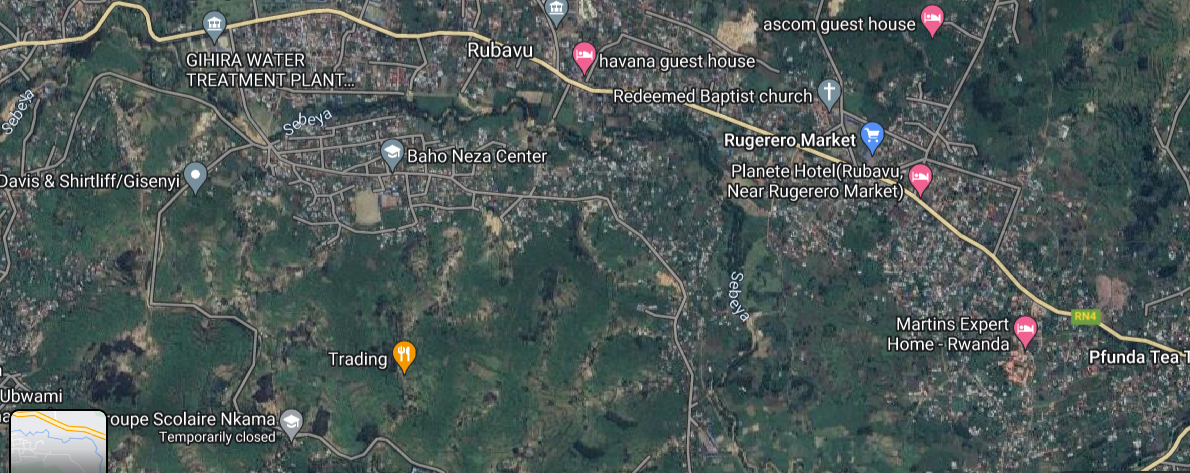 ascom guest house
Rubavu
GIHIRA WATER
TREATMENT PLANT...
havana guest house
Redeemed Baptist church
Sebeya
Sebeya
Rugerero Market
Baho Neza Center
Davis & Shirtliff/Gisenyi
Planete Hotel(Rubavu,
Near Rugerero Market)
Sebeya
RN4
Martins Expert
Home - Rwanda
Trading
Pfunda Tea T
Ubwami
oupe Scolaire Nkama
Temporarily closed